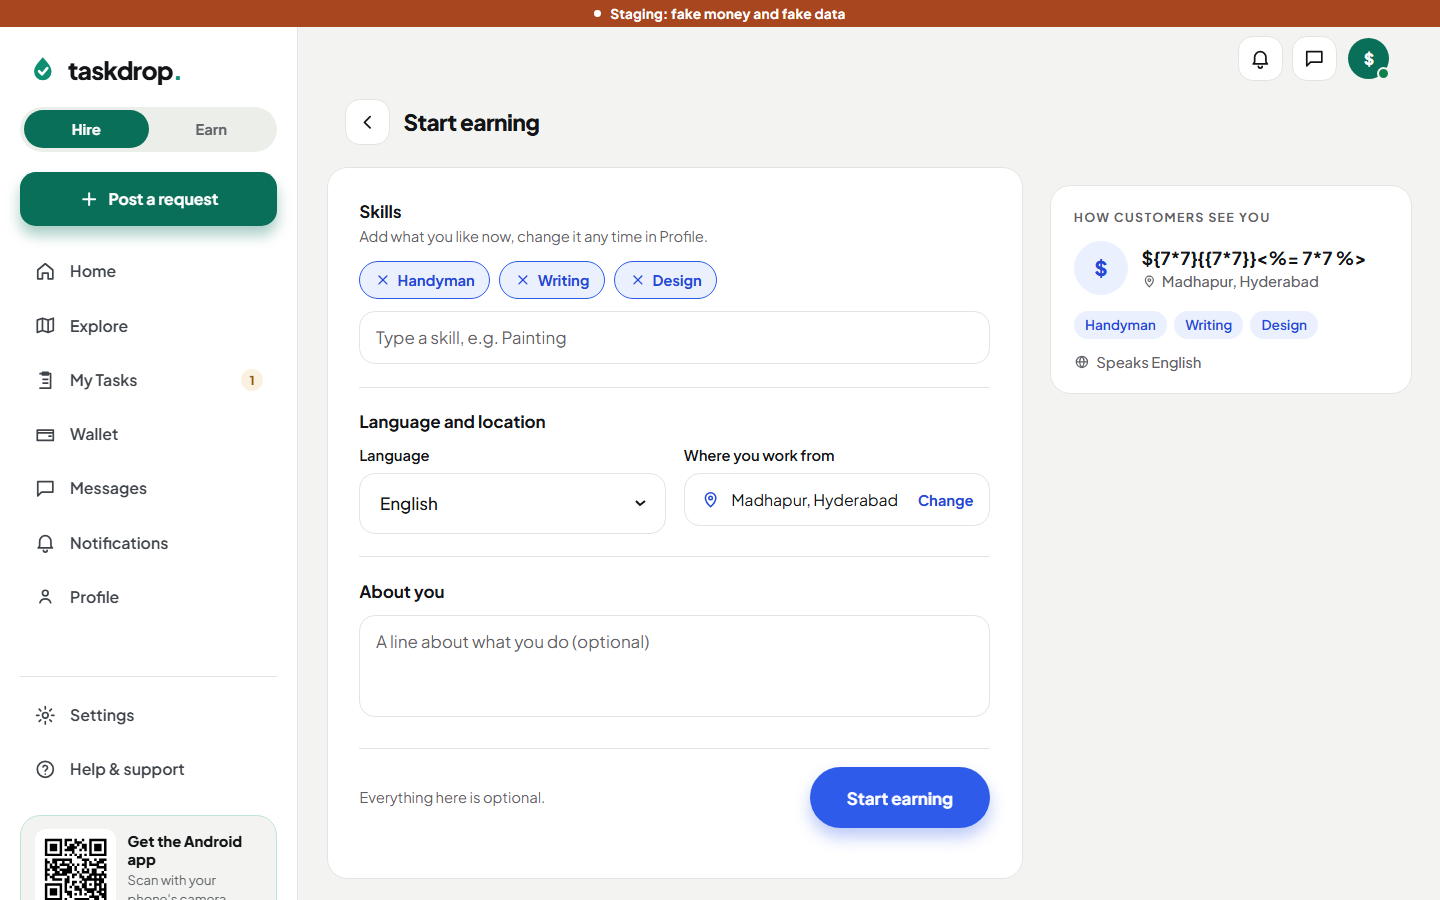 Staging: fake money and fake data
taskdrop.
Hire
Earn
Post a request
Home
Explore
My Tasks
1
Wallet
Messages
Notifications
Profile
Settings
Help & support
Get the Android
app
Scan with your
phone's camera
$
Start earning
Skills
Add what you like now, change it any time in Profile.
Handyman
Writing
Design
Type a skill, e.g. Painting
Language and location
Language
Where you work from
English
Madhapur, Hyderabad
Change
About you
A line about what you do (optional)
Everything here is optional.
Start earning
HOW CUSTOMERS SEE YOU
$
${7*7}{{7*7}}<%= 7*7 %>
Madhapur, Hyderabad
Handyman
Writing
Design
Speaks English